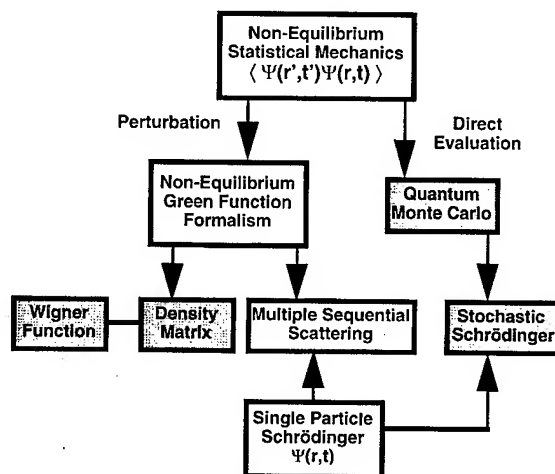 Non-Equilibrium
Statistical Mechanics
⟨ Ψ(r',t')Ψ(r,t) ⟩
Perturbation
Direct
Evaluation
Non-Equilibrium
Green Function
Formalism
Quantum
Monte Carlo
Wigner
Function
Density
Matrix
Multiple Sequential
Scattering
Stochastic
Schrödinger
Single Particle
Schrödinger
Ψ(r,t)